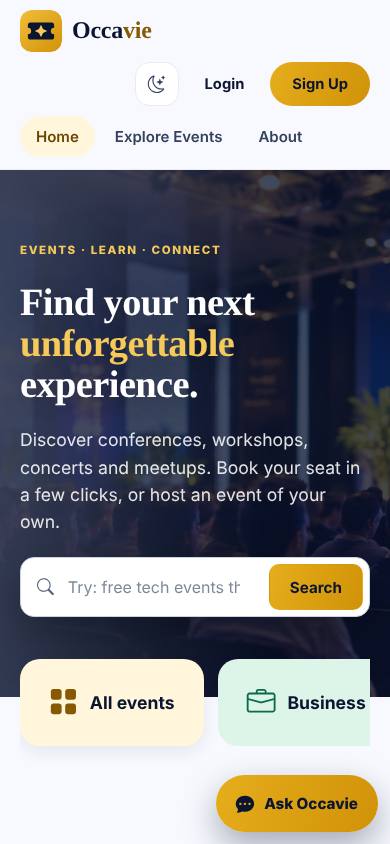 Occavie
Login
Sign Up
Home
Explore Events
About
EVENTS · LEARN · CONNECT
Find your next
unforgettable
experience.
Discover conferences, workshops,
concerts and meetups. Book your seat in
a few clicks, or host an event of your
own.
Try: free tech events th
Search
All events
Business
Ask Occavie